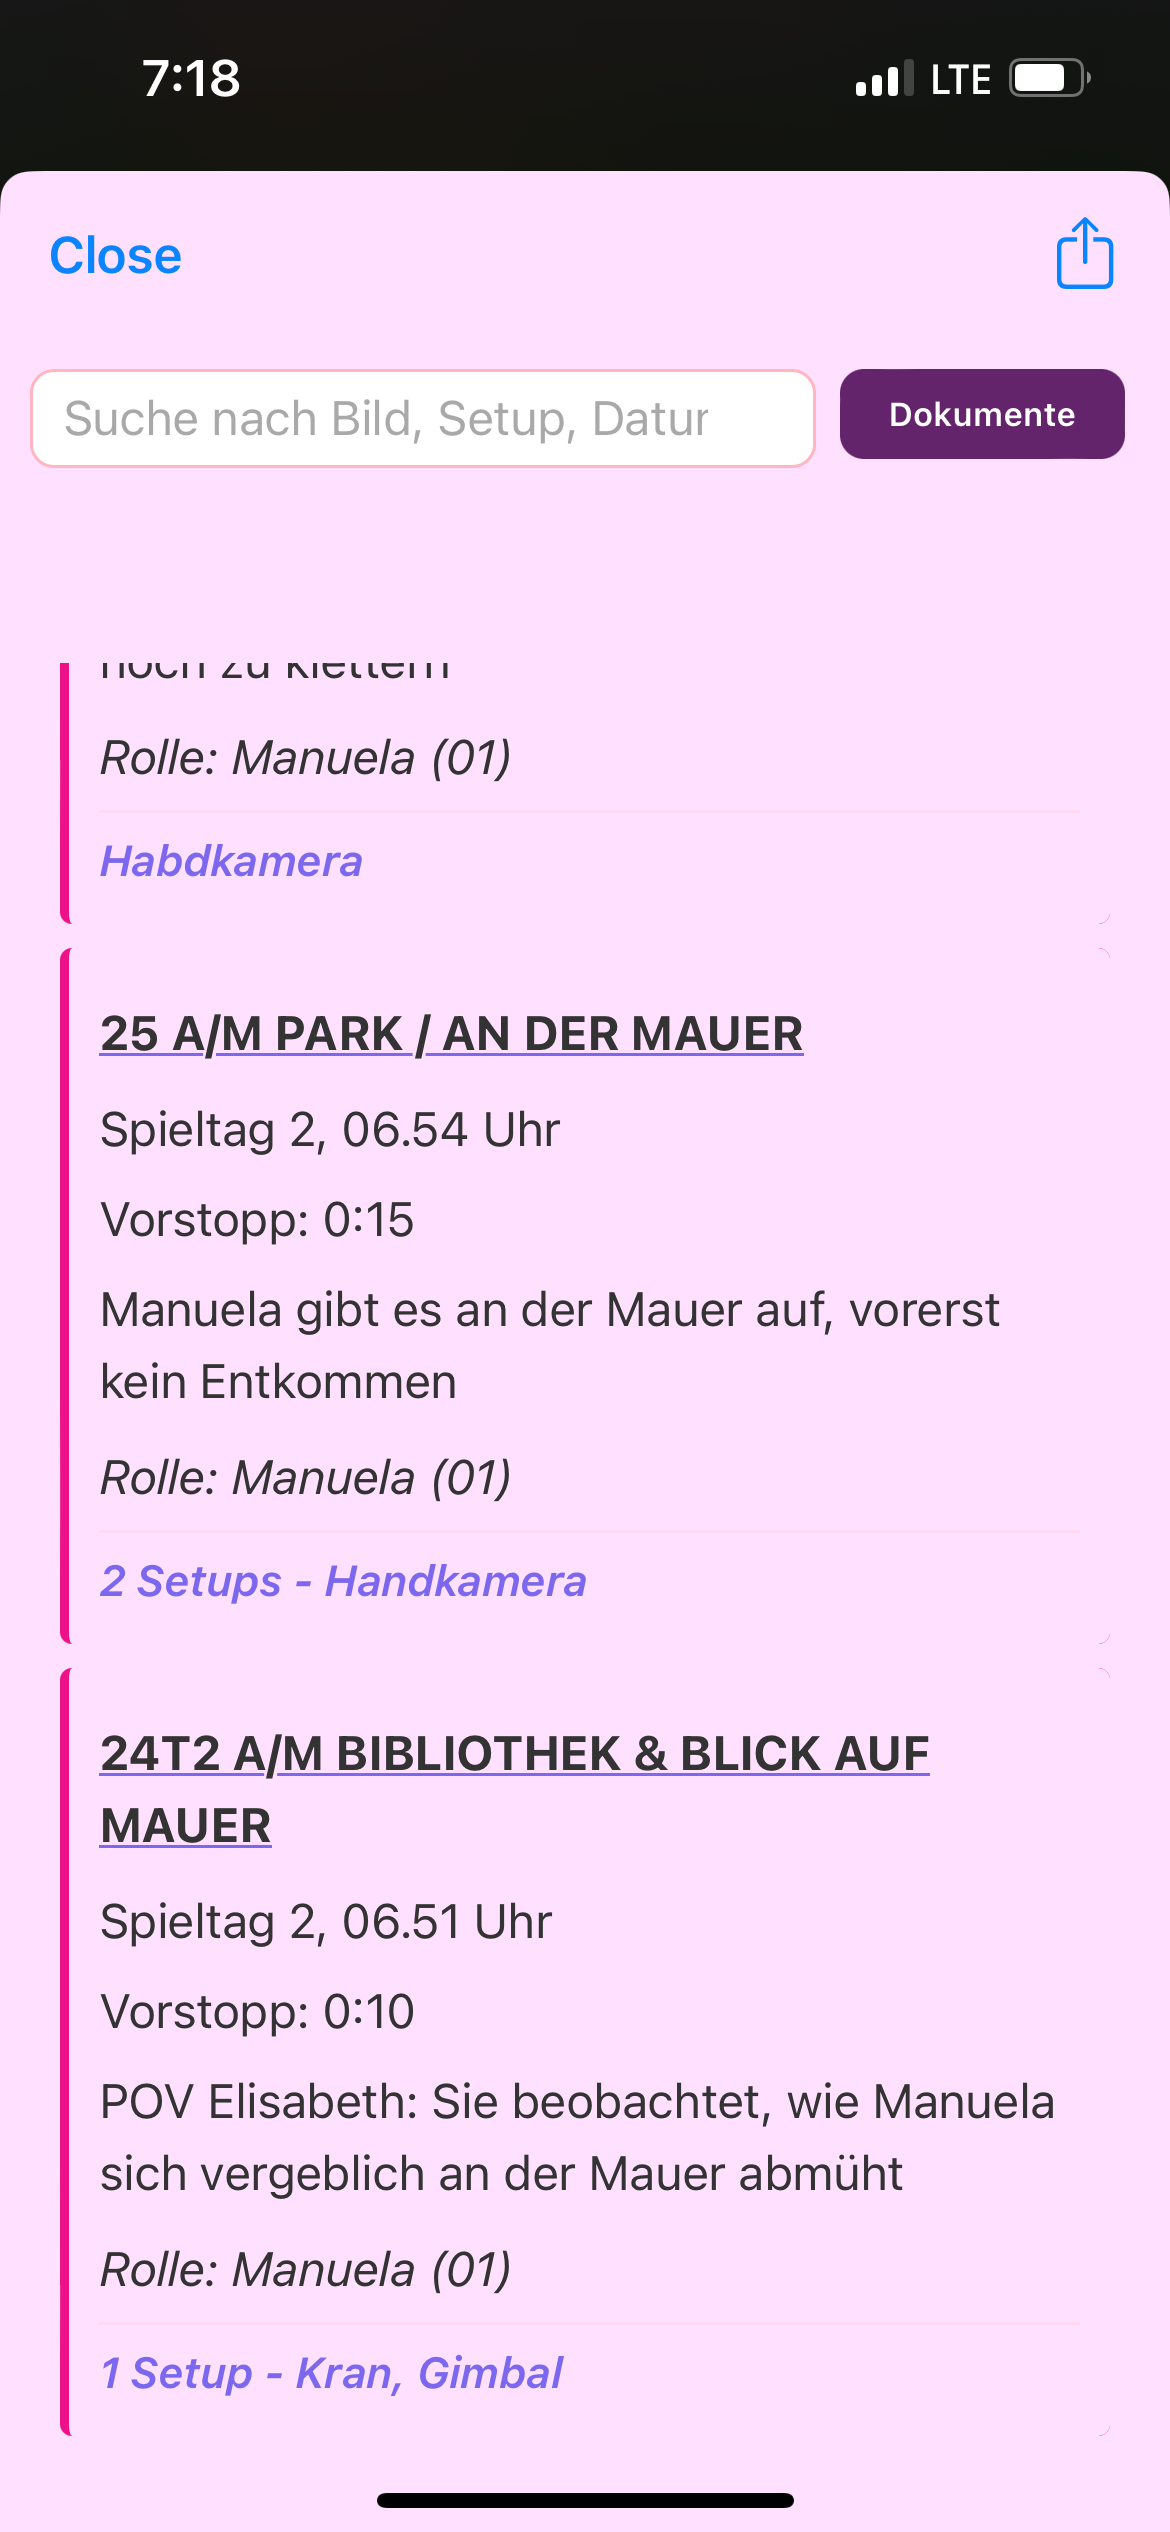 7:18
LTE
Close
Suche nach Bild, Setup, Datur
Dokumente
noch zu klettern
Rolle: Manuela (01)
Habdkamera
25 A/M PARK / AN DER MAUER
Spieltag 2, 06.54 Uhr
Vorstopp: 0:15
Manuela gibt es an der Mauer auf, vorerst
kein Entkommen
Rolle: Manuela (01)
2 Setups - Handkamera
24T2 A/M BIBLIOTHEK & BLICK AUF
MAUER
Spieltag 2, 06.51 Uhr
Vorstopp: 0:10
POV Elisabeth: Sie beobachtet, wie Manuela
sich vergeblich an der Mauer abmüht
Rolle: Manuela (01)
1 Setup - Kran, Gimbal